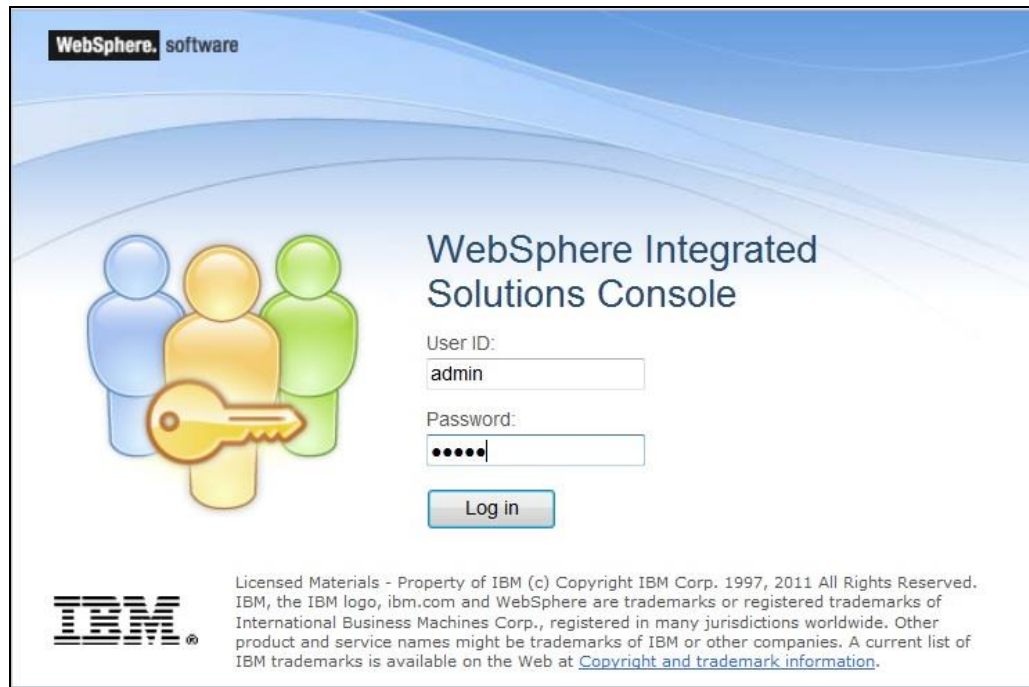 WebSphere. software
WebSphere Integrated
Solutions Console
User ID:
admin
Password:
•••••
Log in
Licensed Materials - Property of IBM (c) Copyright IBM Corp. 1997, 2011 All Rights Reserved.
IBM, the IBM logo, ibm.com and WebSphere are trademarks or registered trademarks of
International Business Machines Corp., registered in many jurisdictions worldwide. Other
product and service names might be trademarks of IBM or other companies. A current list of
IBM trademarks is available on the Web at Copyright and trademark information.
IBM®